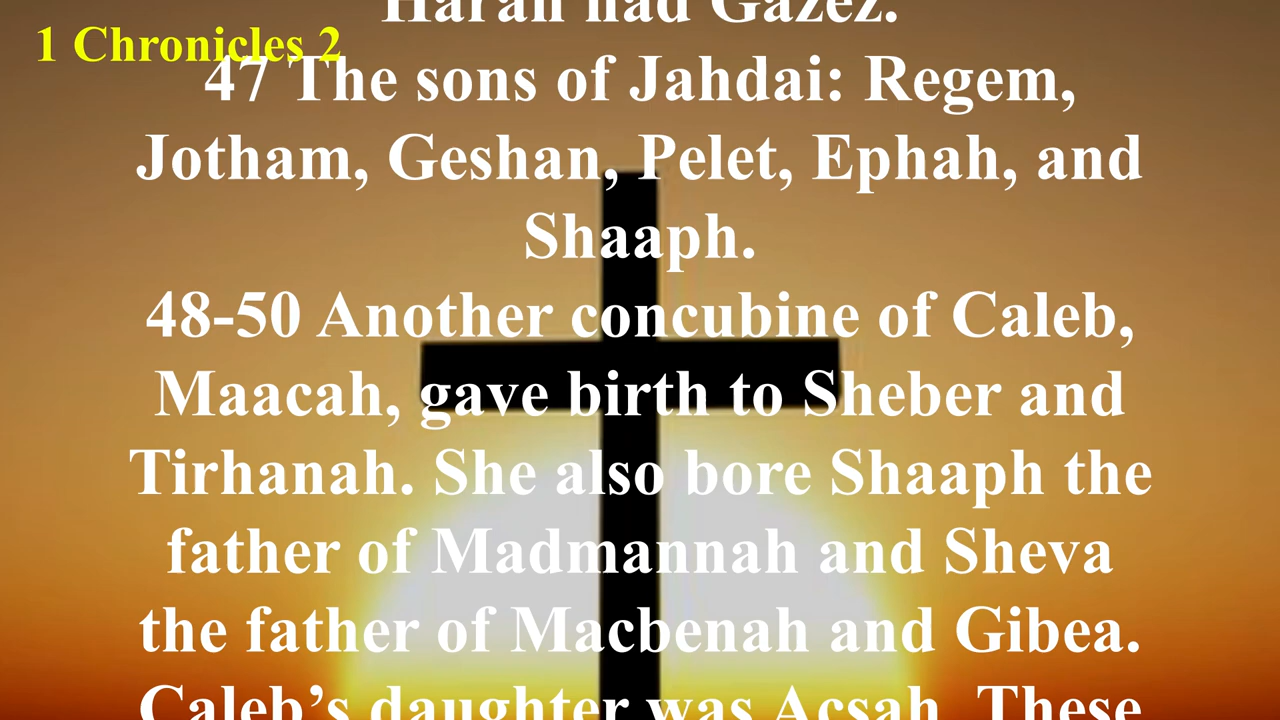 Haran had Gazez.
1 Chronicles 2
47 The sons of Jahdai: Regem,
Jotham, Geshan, Pelet, Ephah, and
Shaaph.
48-50 Another concubine of Caleb,
Maacah, gave birth to Sheber and
Tirhanah. She also bore Shaaph the
father of Madmannah and Sheva
the father of Macbenah and Gibea.
Caleb’s daughter was Acsah. These